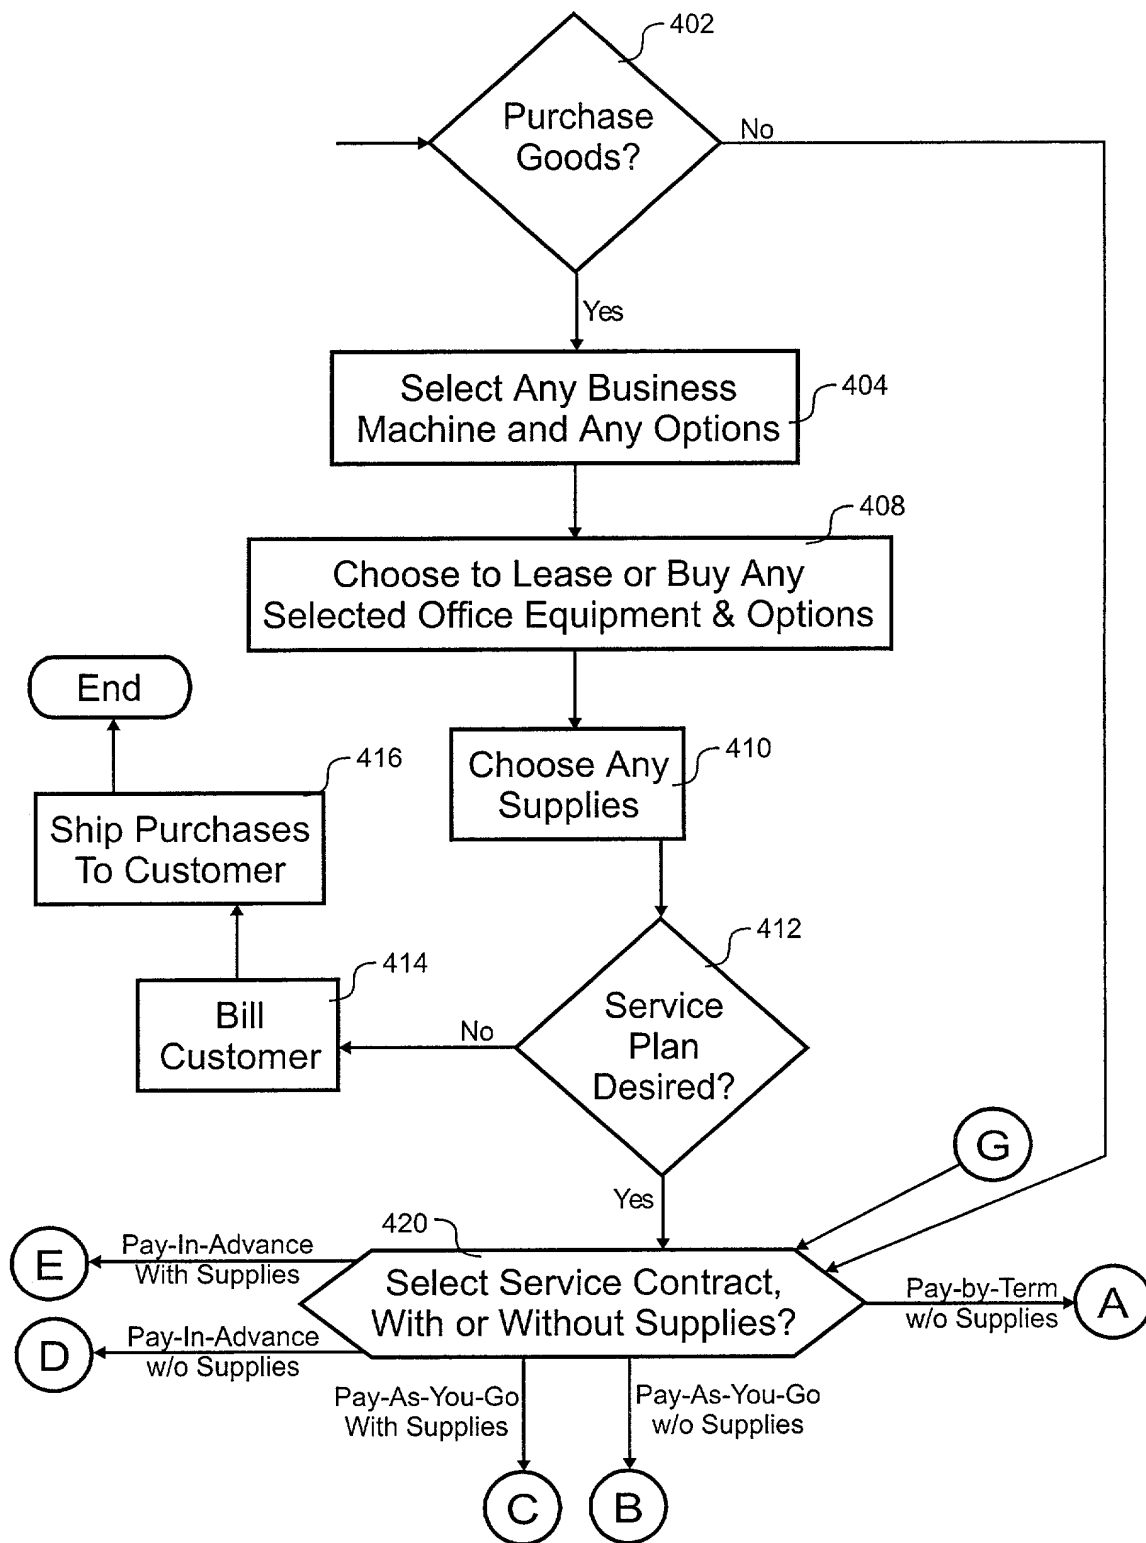 402
Purchase
Goods?
No
Yes
Select Any Business
Machine and Any Options
404
408
Choose to Lease or Buy Any
Selected Office Equipment & Options
End
416
Ship Purchases
To Customer
Choose Any
Supplies
410
412
Service
Plan
Desired?
No
414
Bill
Customer
G
Yes
420
Select Service Contract,
With or Without Supplies?
E
Pay-In-Advance
With Supplies
Pay-by-Term
w/o Supplies
A
D
Pay-In-Advance
w/o Supplies
Pay-As-You-Go
With Supplies
Pay-As-You-Go
w/o Supplies
C
B